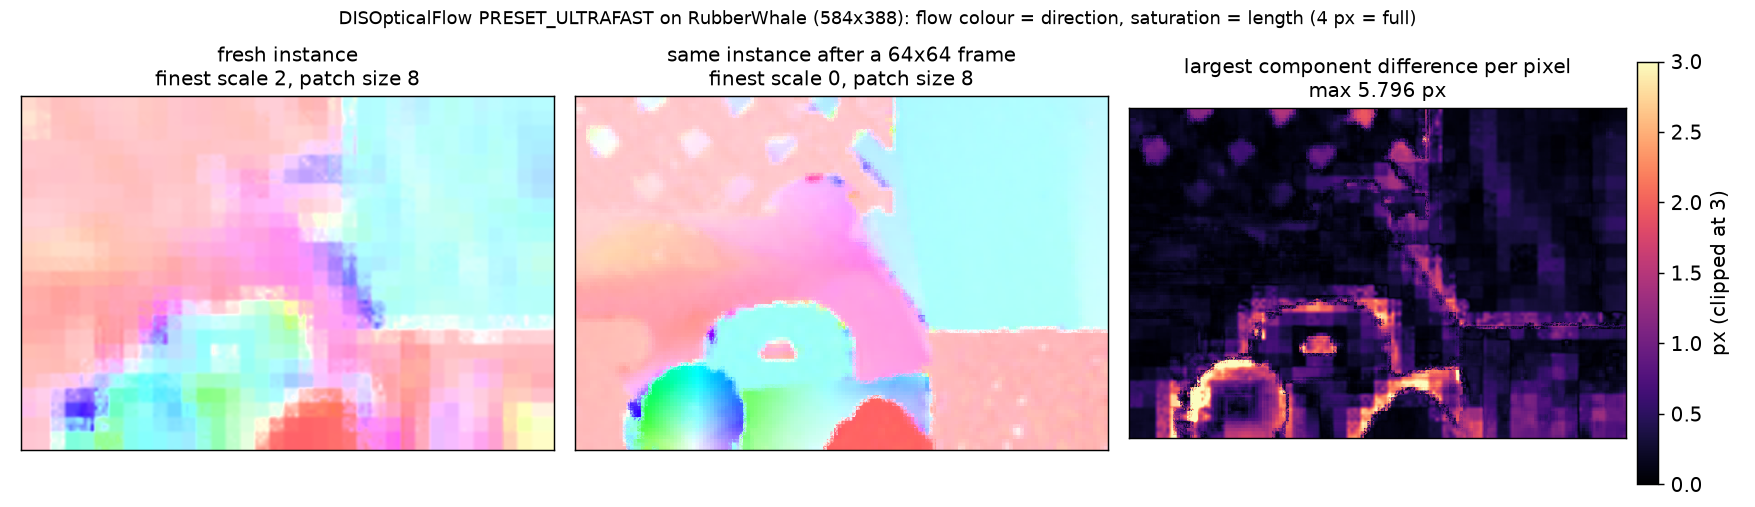 DISOpticalFlow PRESET_ULTRAFAST on RubberWhale (584x388): flow colour = direction, saturation = length (4 px = full)
fresh instance
finest scale 2, patch size 8
same instance after a 64x64 frame
finest scale 0, patch size 8
largest component difference per pixel
max 5.796 px
3.0
2.5
2.0
1.5
1.0
0.5
0.0
px (clipped at 3)